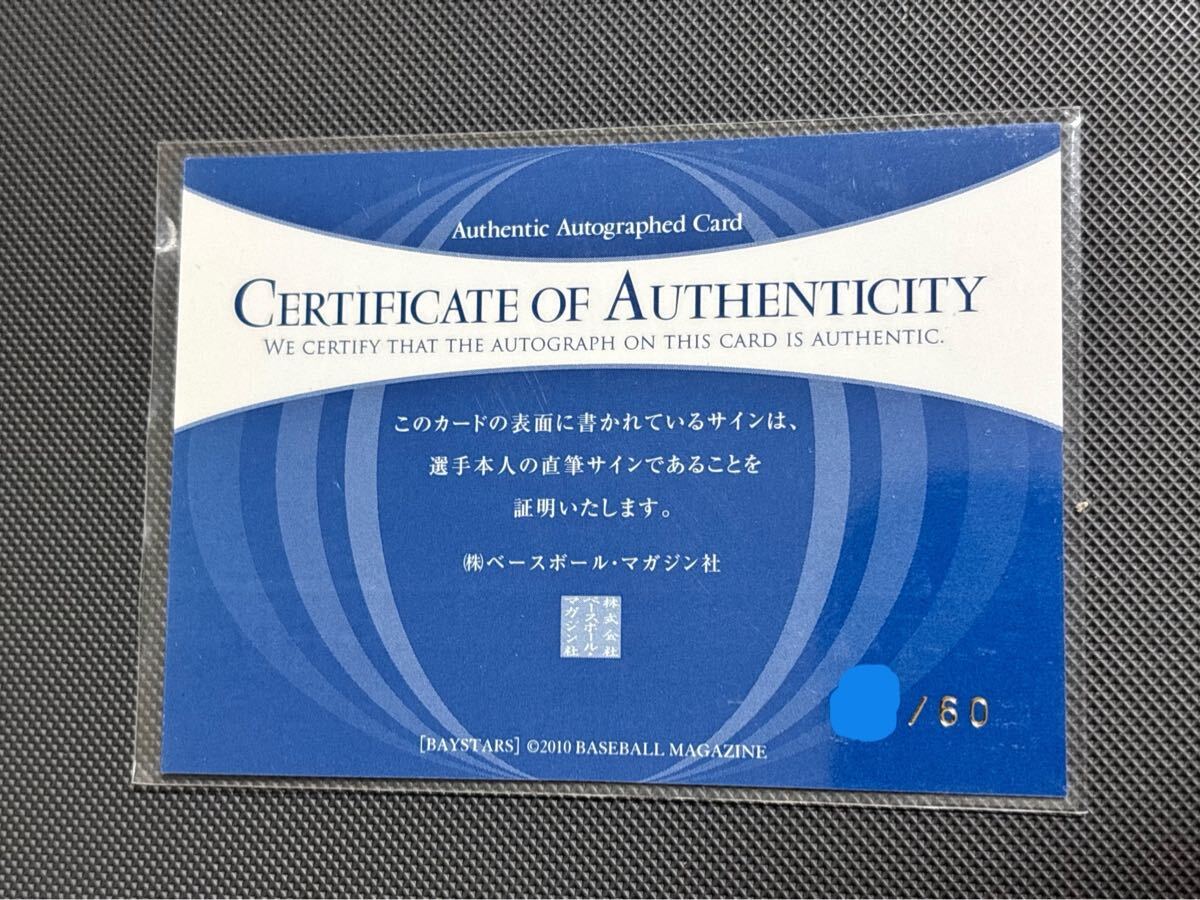 Authentic Autographed Card
CERTIFICATE OF AUTHENTICITY
WE CERTIFY THAT THE AUTOGRAPH ON THIS CARD IS AUTHENTIC.
このカードの表面に書かれているサインは、
選手本人の直筆サインであることを
証明いたします。
㈱ベースボール・マガジン社
株式会社
ベースボール・
マガジン社
/60
[BAYSTARS] ©2010 BASEBALL MAGAZINE